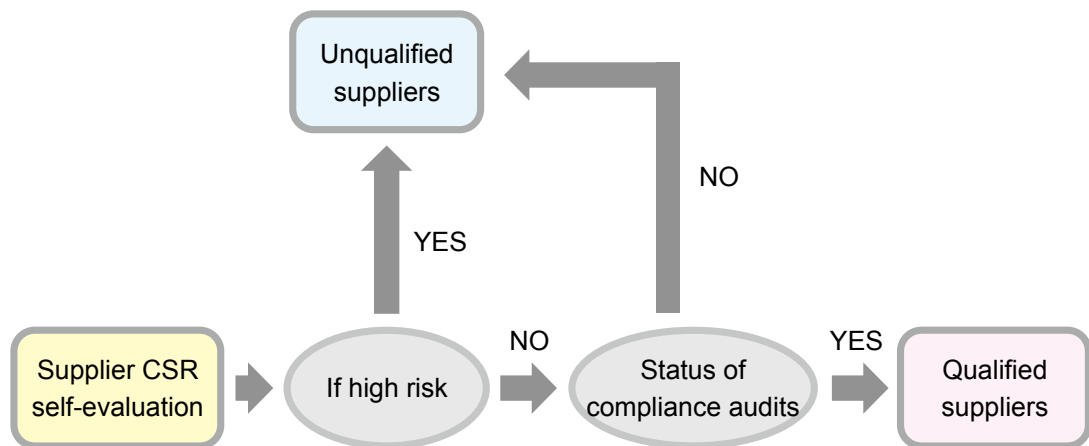 Unqualified
suppliers
NO
YES
Supplier CSR
self-evaluation
If high risk
NO
Status of
compliance audits
YES
Qualified
suppliers